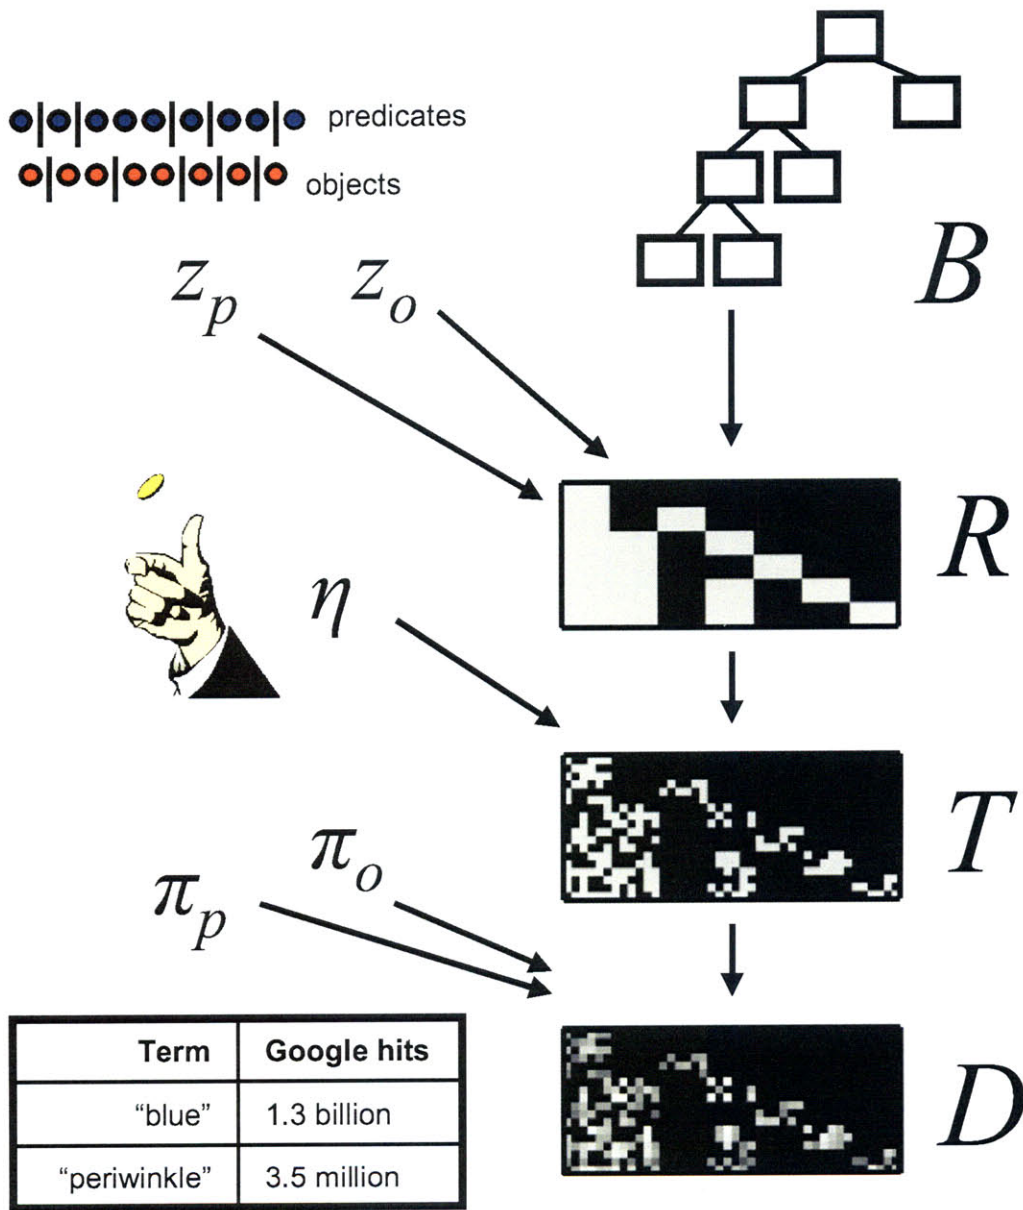 predicates
objects
z_p z_o
B
R
η
T
π_o
π_p
Term Google hits
“blue” 1.3 billion
“periwinkle” 3.5 million
D